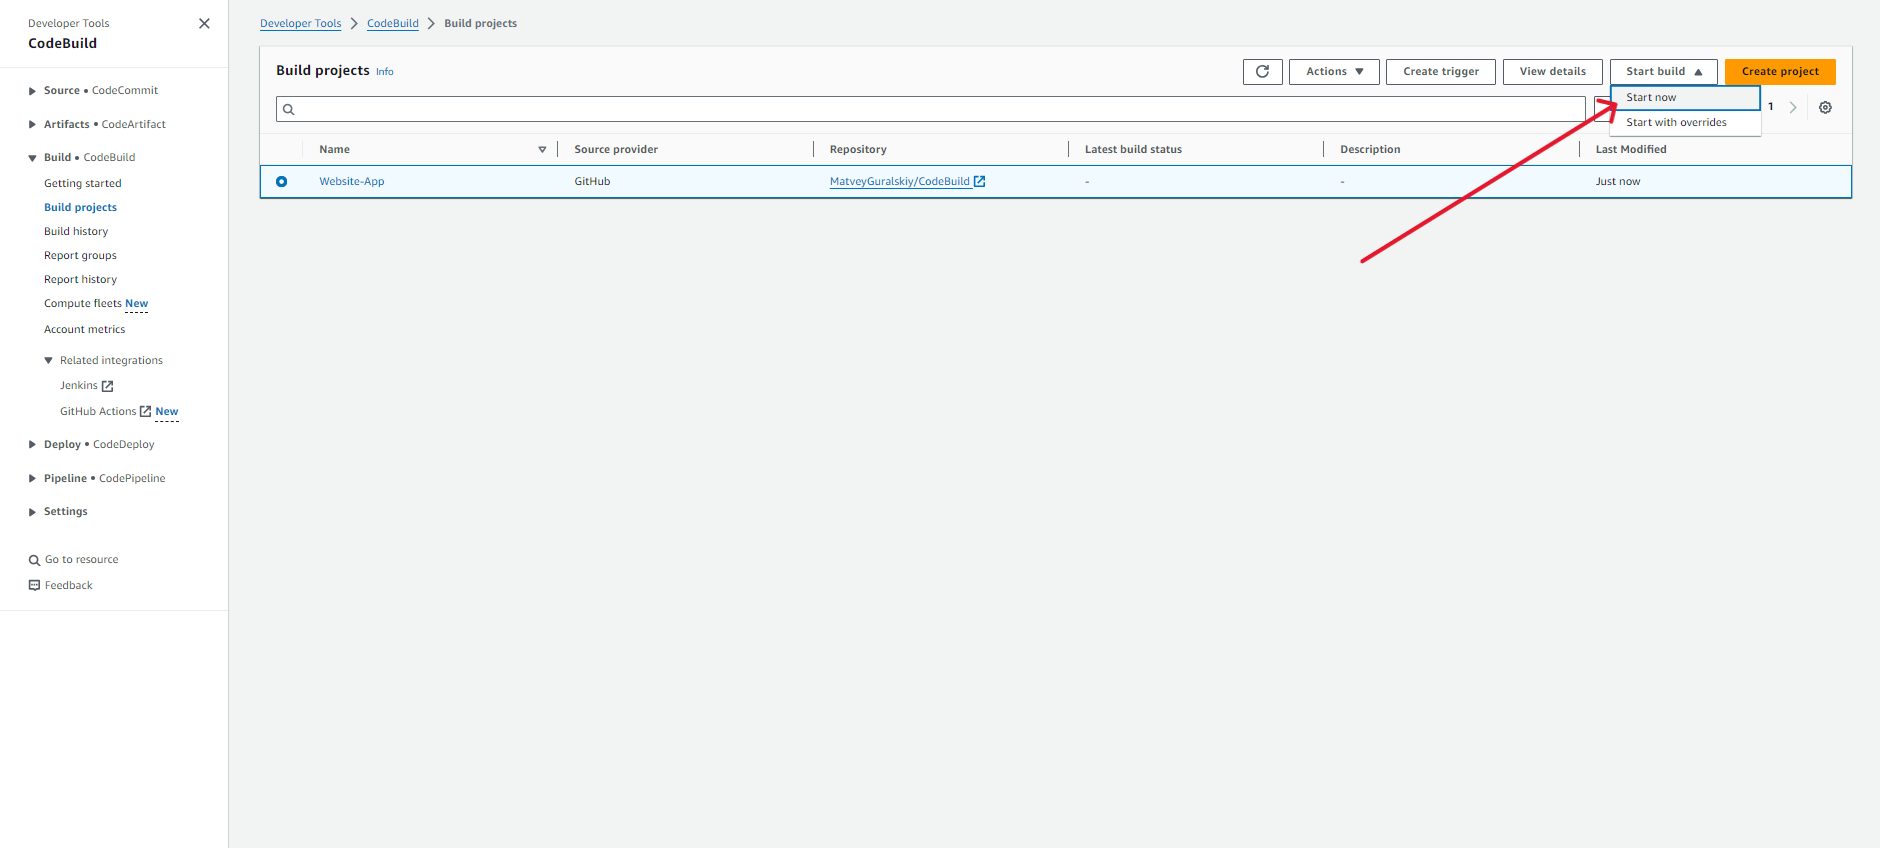 Developer Tools
CodeBuild
Source • CodeCommit
Artifacts • CodeArtifact
Build • CodeBuild
Getting started
Build projects
Build history
Report groups
Report history
Compute fleets New
Account metrics
Related integrations
Jenkins
GitHub Actions New
Deploy • CodeDeploy
Pipeline • CodePipeline
Settings
Go to resource
Feedback
Developer Tools > CodeBuild > Build projects
Build projects Info
Actions Create trigger View details Start build Create project
Start now
Start with overrides
1
Name Source provider Repository Latest build status Description Last Modified
Website-App GitHub MatveyGuralskiy/CodeBuild - - Just now